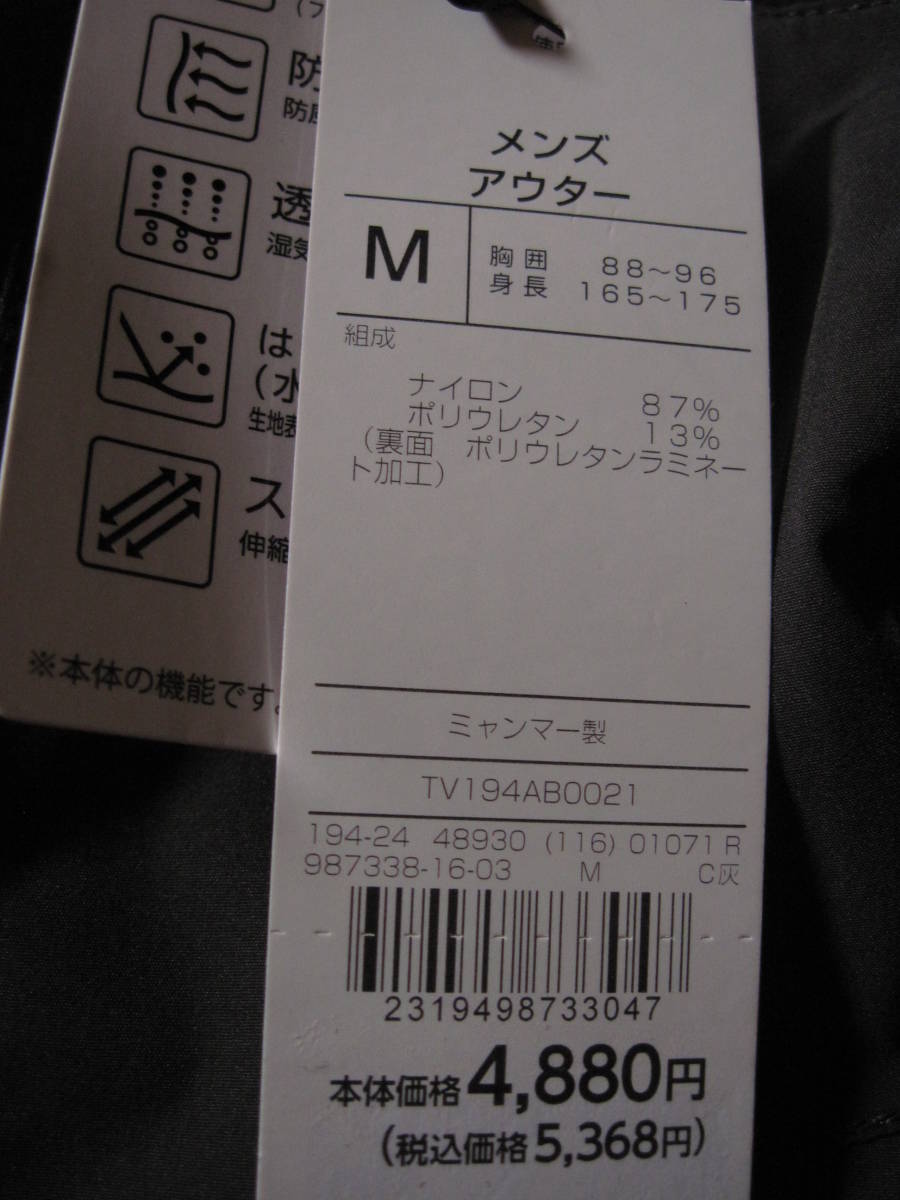 メンズ
アウター
M
胸囲 88～96
身長 165～175
組成
ナイロン 87%
ポリウレタン 13%
(裏面 ポリウレタンラミネー
ト加工)
ミャンマー製
TV194AB0021
194-24 48930 (116) 01071 R
987338-16-03 M C灰
2319498733047
本体価格4,880円
(税込価格5,368円)
(フ
防
防風
透
湿気
は
(水
生地表
ス
伸縮
※本体の機能です。